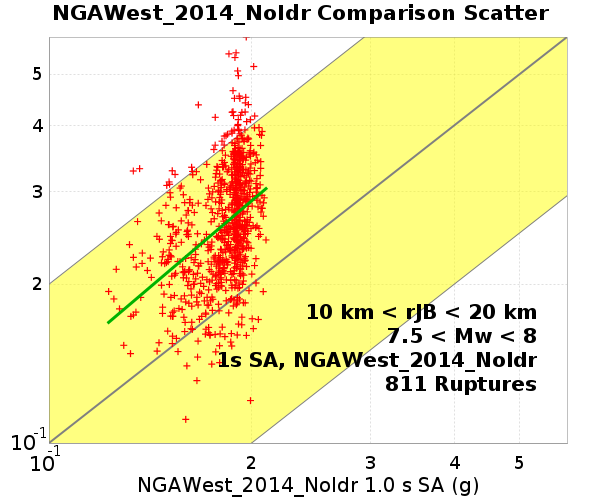 NGAWest_2014_NoIdr Comparison Scatter
5
4
3
2
10 km < rJB < 20 km
7.5 < Mw < 8
1s SA, NGAWest_2014_NoIdr
811 Ruptures
10⁻¹
10⁻¹ 2 3 4 5
NGAWest_2014_NoIdr 1.0 s SA (g)